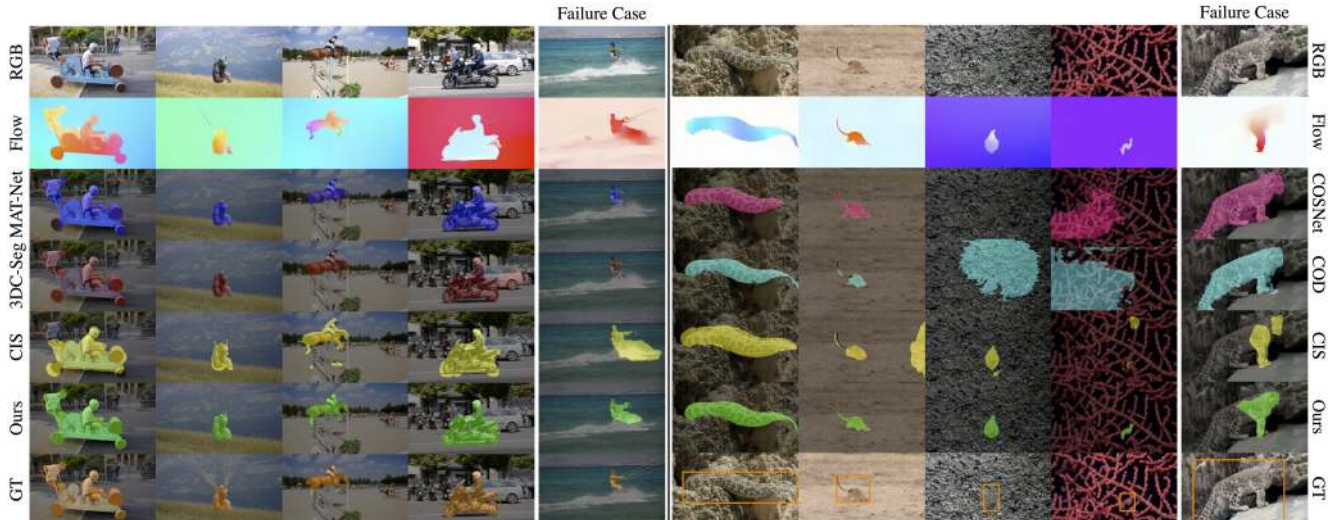 Failure Case
Failure Case
RGB
Flow
MAT-Net
3DC-Seg
CIS
Ours
GT
RGB
Flow
COSNet
COD
CIS
Ours
GT